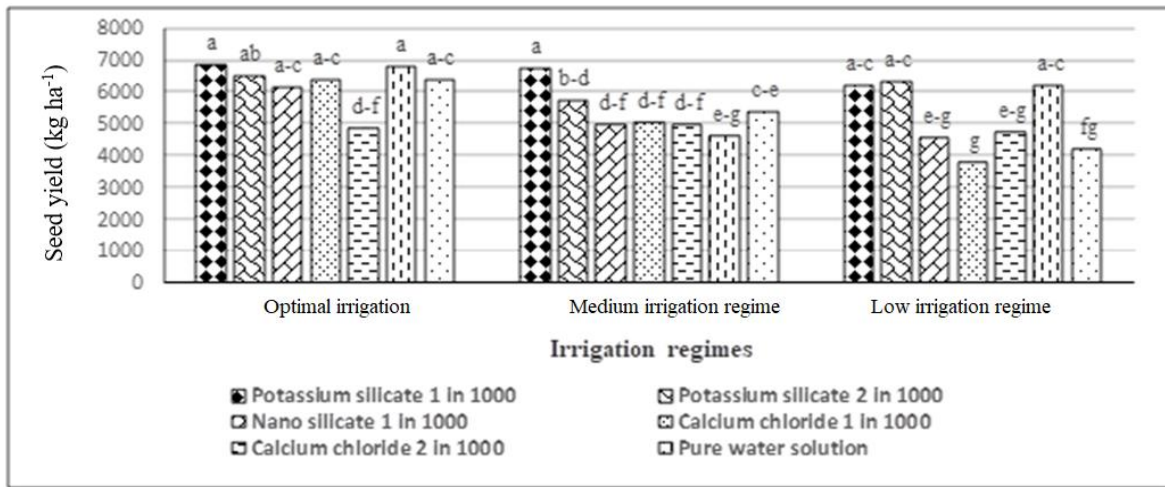 8000
7000
6000
5000
4000
3000
2000
1000
0
Seed yield (kg ha⁻¹)
a ab a-c a-c d-f a a-c
a b-d d-f d-f d-f e-g c-e
a-c a-c e-g g e-g a-c fg
Optimal irrigation Medium irrigation regime Low irrigation regime
Irrigation regimes
Potassium silicate 1 in 1000 Potassium silicate 2 in 1000
Nano silicate 1 in 1000 Calcium chloride 1 in 1000
Calcium chloride 2 in 1000 Pure water solution